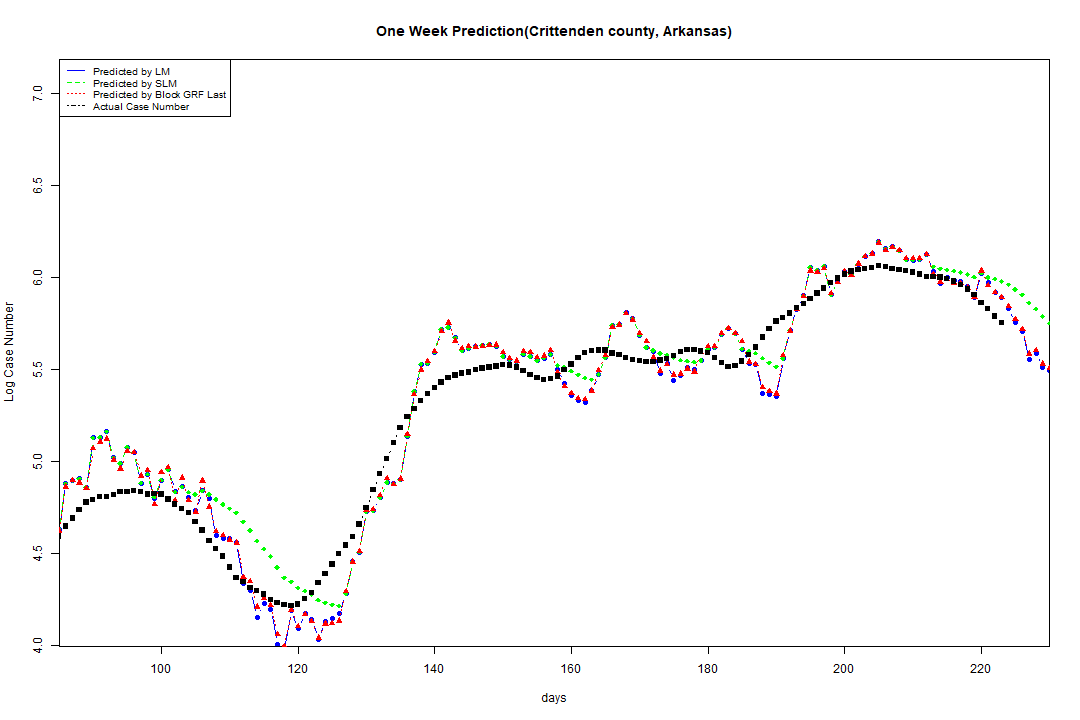 One Week Prediction(Crittenden county, Arkansas)
Predicted by LM
Predicted by SLM
Predicted by Block GRF Last
Actual Case Number
7.0
6.5
6.0
5.5
5.0
4.5
4.0
Log Case Number
100 120 140 160 180 200 220
days